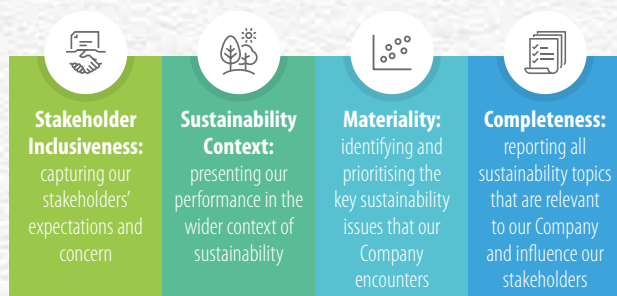 Stakeholder
Inclusiveness:
capturing our
stakeholders'
expectations and
concern
Sustainability
Context:
presenting our
performance in the
wider context of
sustainability
Materiality:
identifying and
prioritising the
key sustainability
issues that our
Company
encounters
Completeness:
reporting all
sustainability topics
that are relevant
to our Company
and influence our
stakeholders